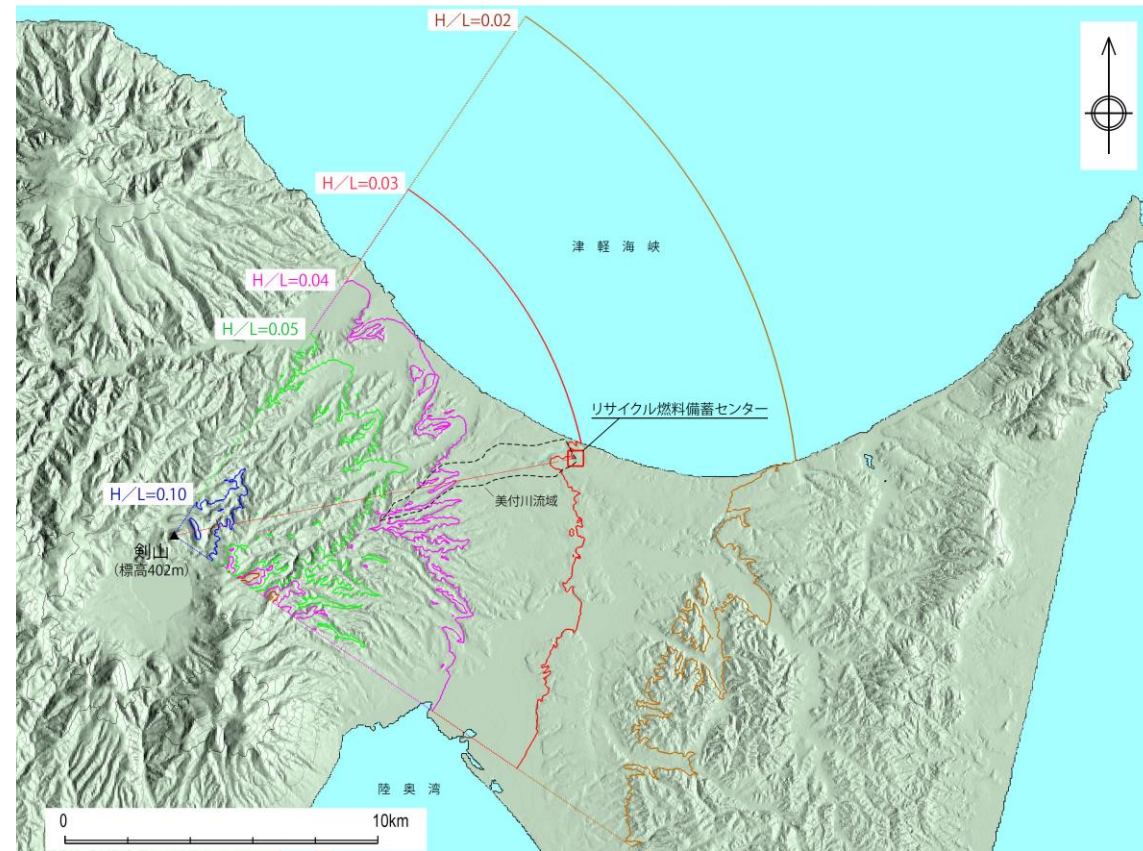 H／L=0.02
H／L=0.03
津軽海峡
H／L=0.04
H／L=0.05
リサイクル燃料備蓄センター
H／L=0.10
美付川流域
剣山
（標高402m）
陸奥湾
0 10km